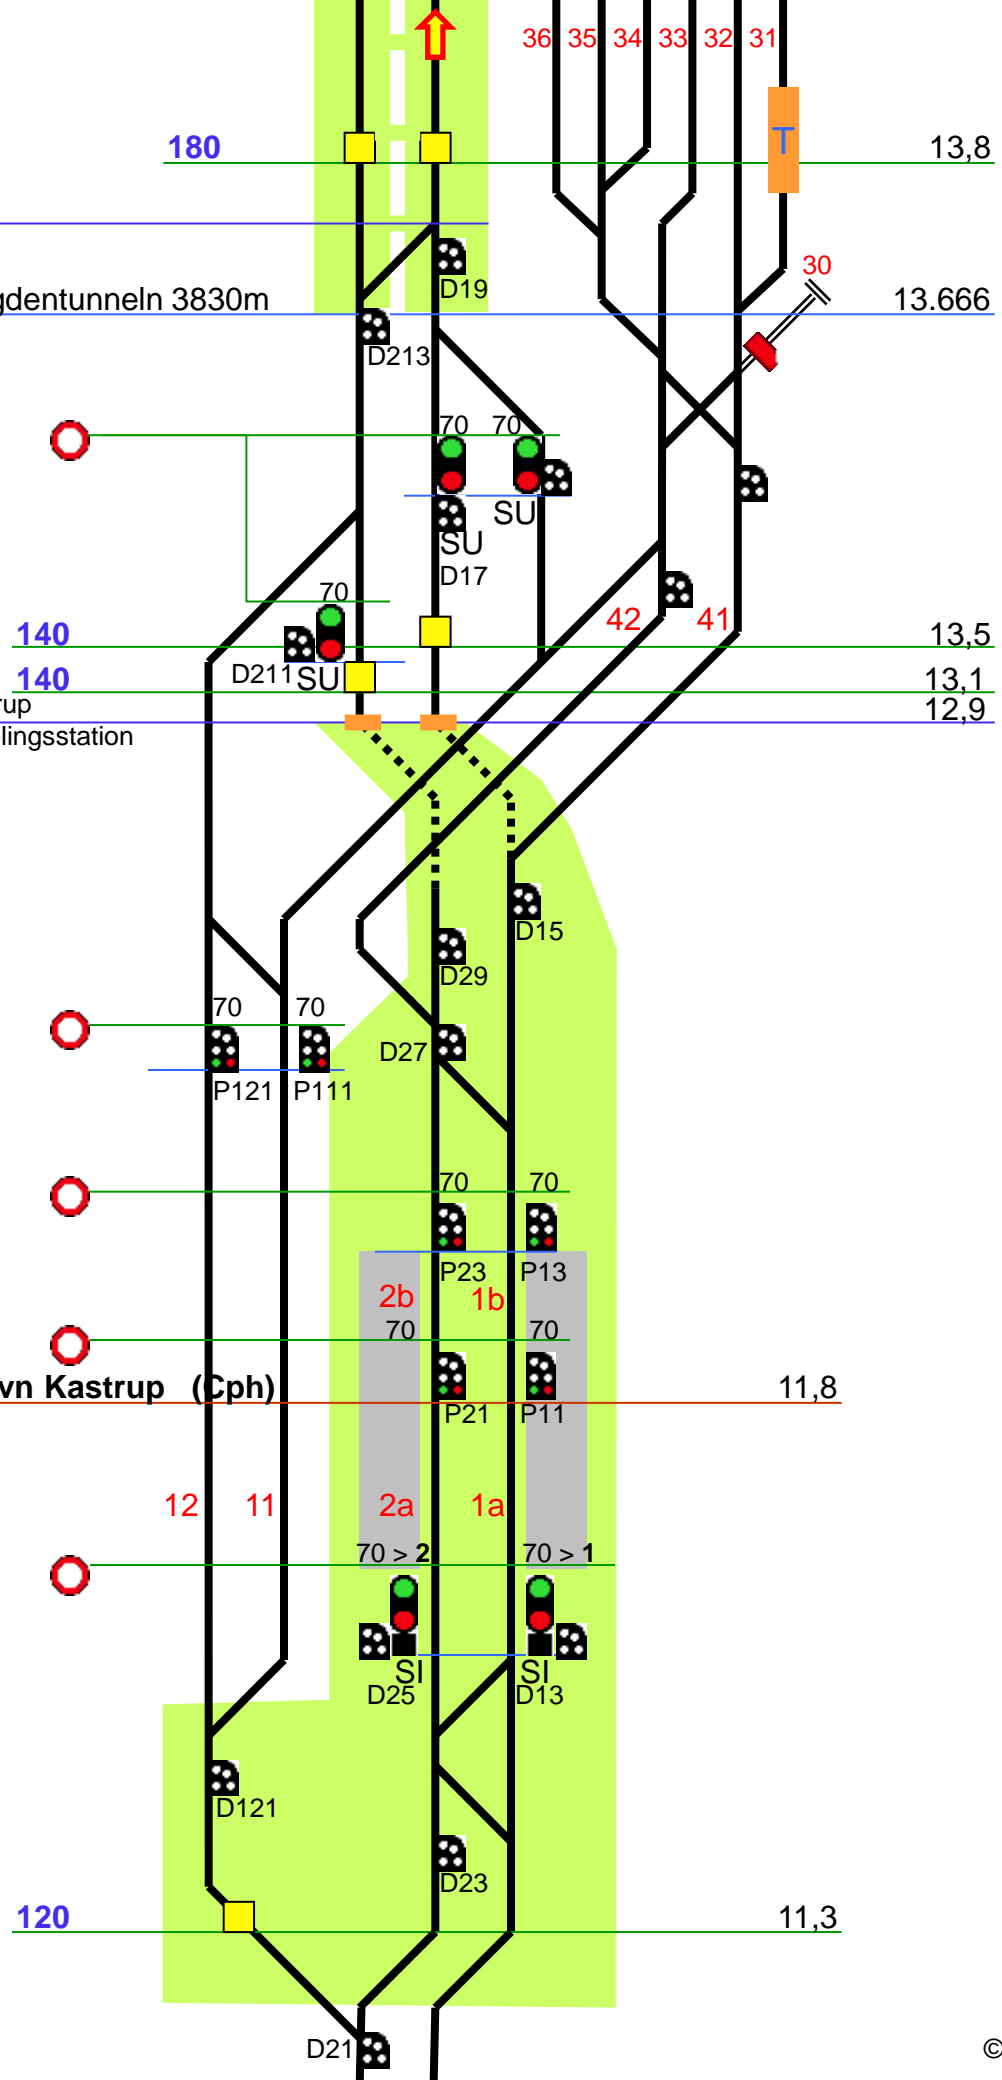 36 35 34 33 32 31
180 T 13,8
30
D19
gdentunneln 3830m 13.666
D213
70 70
SU
SU
D17
70
42 41
140 13,5
D211 SU
140 13,1
rup 12,9
lingsstation
D15
D29
70 70
D27
P121 P111
70 70
P23 P13
2b 1b
70 70
vn Kastrup (Cph) 11,8
P21 P11
12 11 2a 1a
70 > 2 70 > 1
SI SI
D25 D13
D121
D23
120 11,3
D21 ©